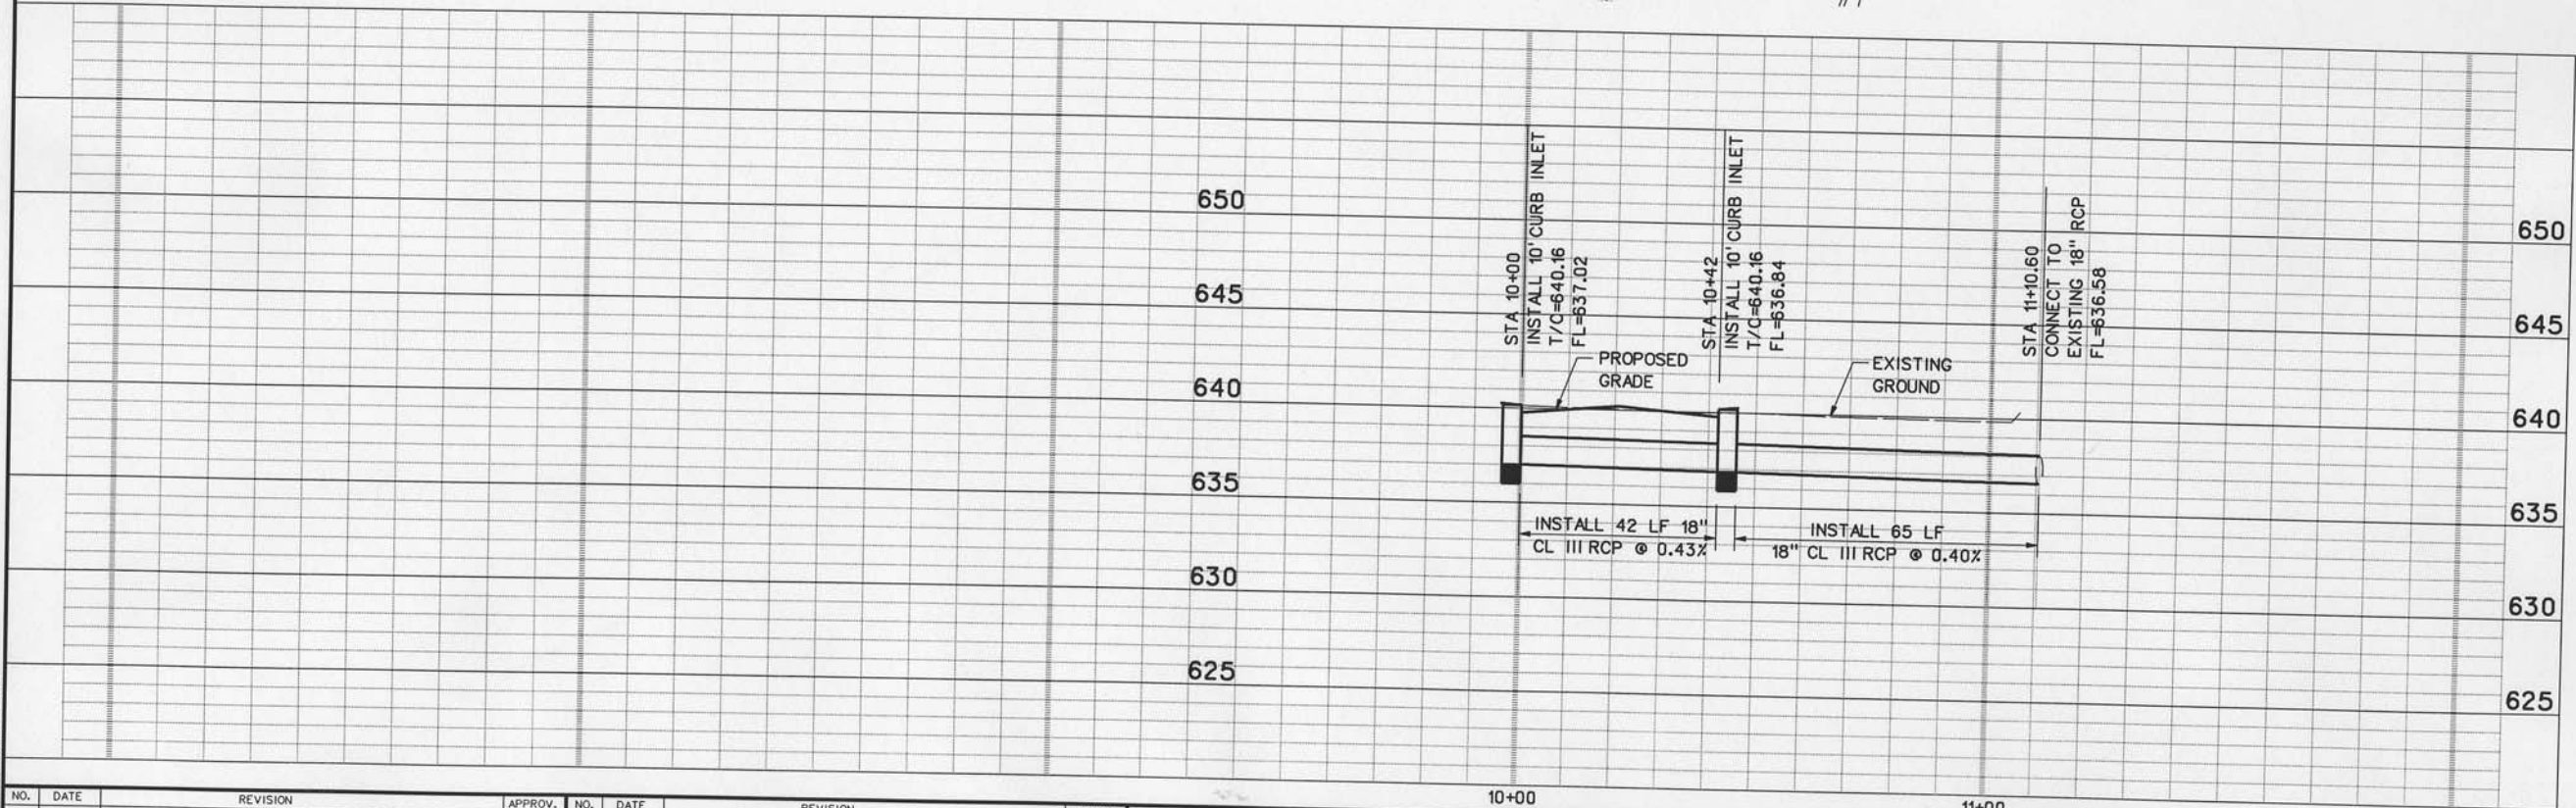 650
645
640
635
630
625
STA 10+00
INSTALL 10' CURB INLET
T/C=640.16
FL=637.02
STA 10+42
INSTALL 10' CURB INLET
T/C=640.16
FL=636.84
STA 11+10.60
CONNECT TO
EXISTING 18" RCP
FL=636.58
PROPOSED
GRADE
EXISTING
GROUND
INSTALL 42 LF 18"
CL III RCP @ 0.43%
INSTALL 65 LF
18" CL III RCP @ 0.40%
650
645
640
635
630
625
10+00
11+00
NO. DATE REVISION APPROV. NO. DATE REVISION